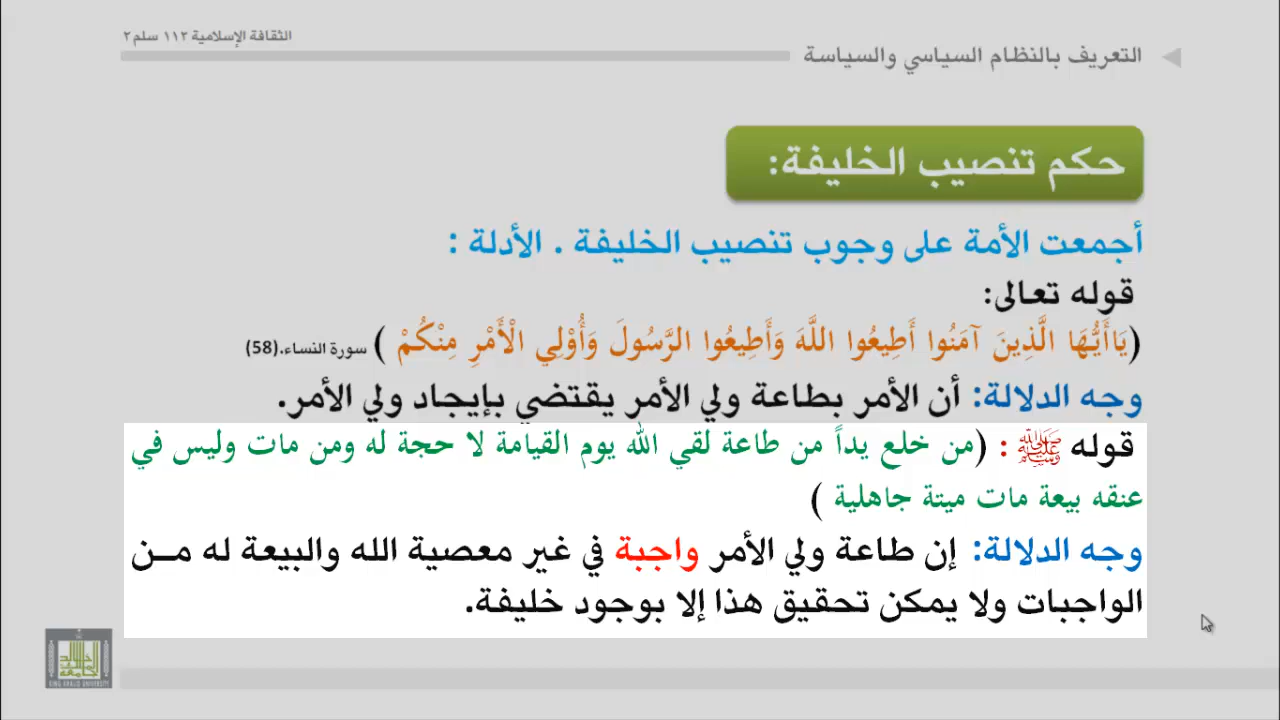 الثقافة الإسلامية ١١٢ سلم٢
التعريف بالنظام السياسي والسياسة
حكم تنصيب الخليفة:
أجمعت الأمة على وجوب تنصيب الخليفة . الأدلة :
قوله تعالى:
(يَاأَيُّهَا الَّذِينَ آمَنُوا أَطِيعُوا اللَّهَ وَأَطِيعُوا الرَّسُولَ وَأُوْلِي الْأَمْرِ مِنْكُمْ ) سورة النساء.(58)
وجه الدلالة: أن الأمر بطاعة ولي الأمر يقتضي بإيجاد ولي الأمر.
قوله ﷺ : (من خلع يداً من طاعة لقي الله يوم القيامة لا حجة له ومن مات وليس في
عنقه بيعة مات ميتة جاهلية )
وجه الدلالة: إن طاعة ولي الأمر واجبة في غير معصية الله والبيعة له مــن
الواجبات ولا يمكن تحقيق هذا إلا بوجود خليفة.
KING KHALID UNIVERSITY